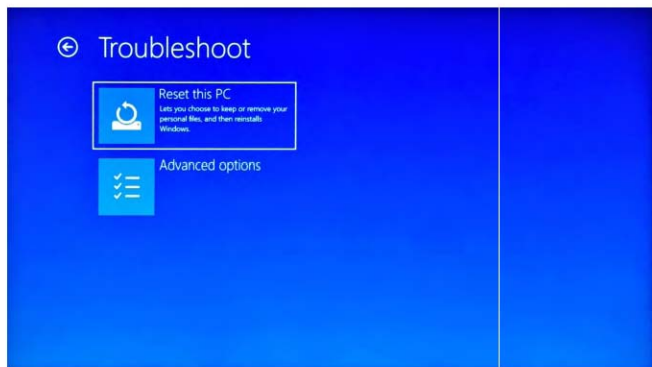 Troubleshoot
Reset this PC
Lets you choose to keep or remove your
personal files, and then reinstalls
Windows.
Advanced options